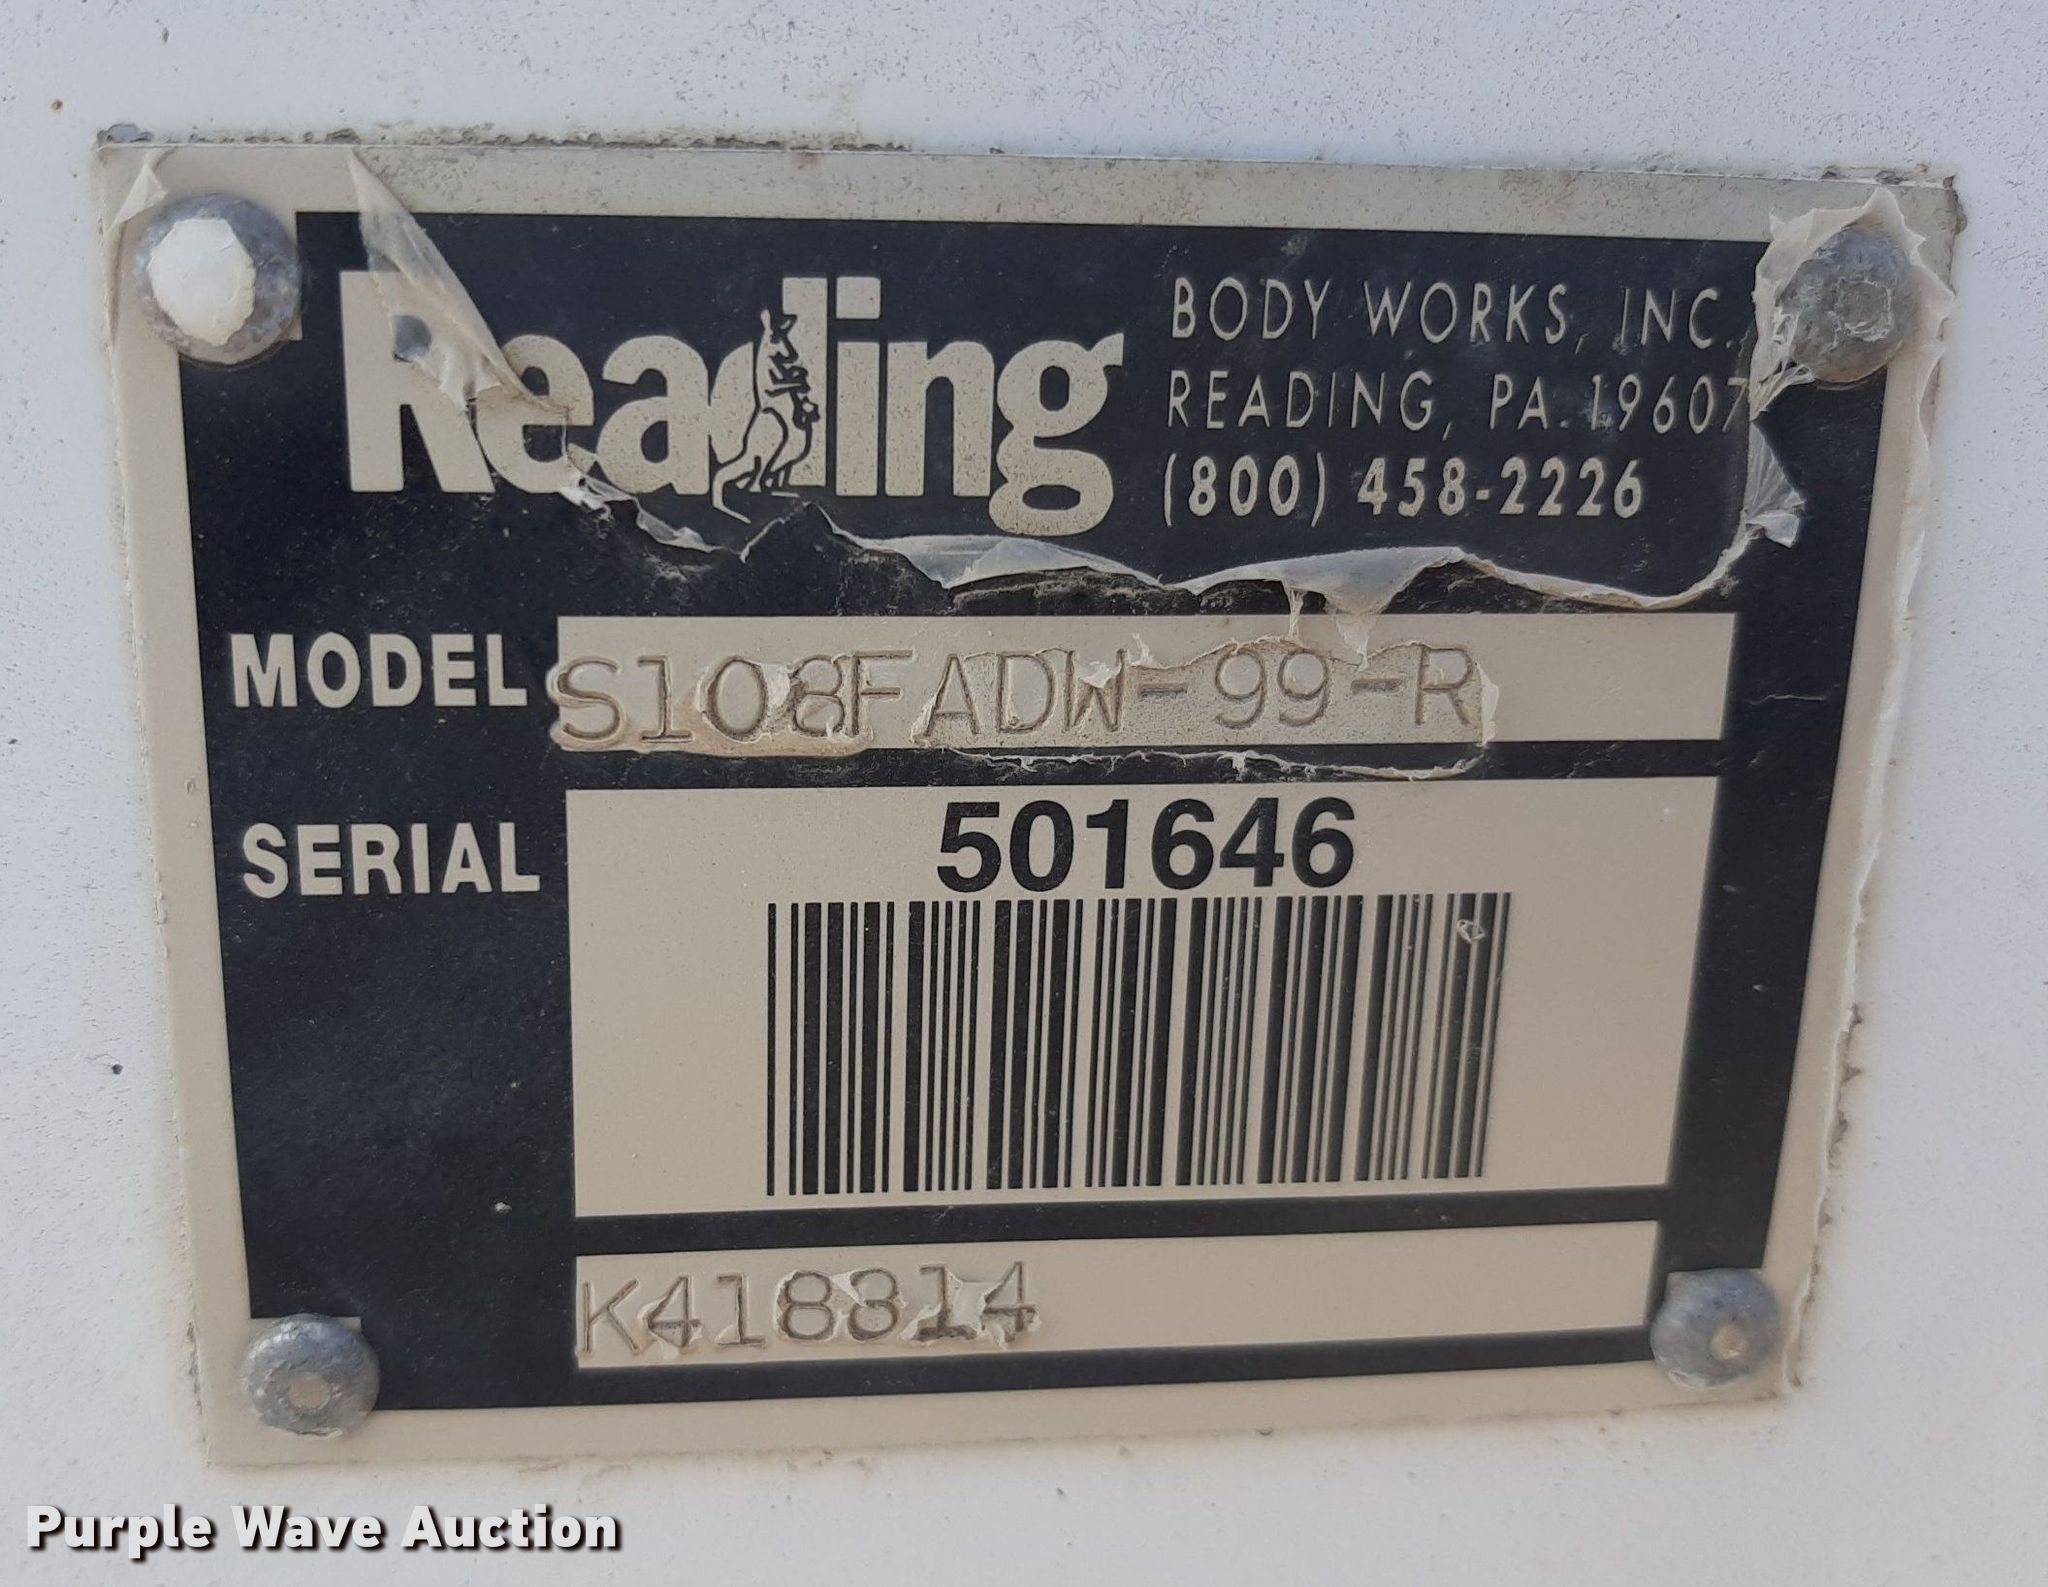 Reading
BODY WORKS, INC.
READING, PA. 19607
(800) 458-2226
MODEL S108FADW-99-R
SERIAL 501646
K418314
Purple Wave Auction